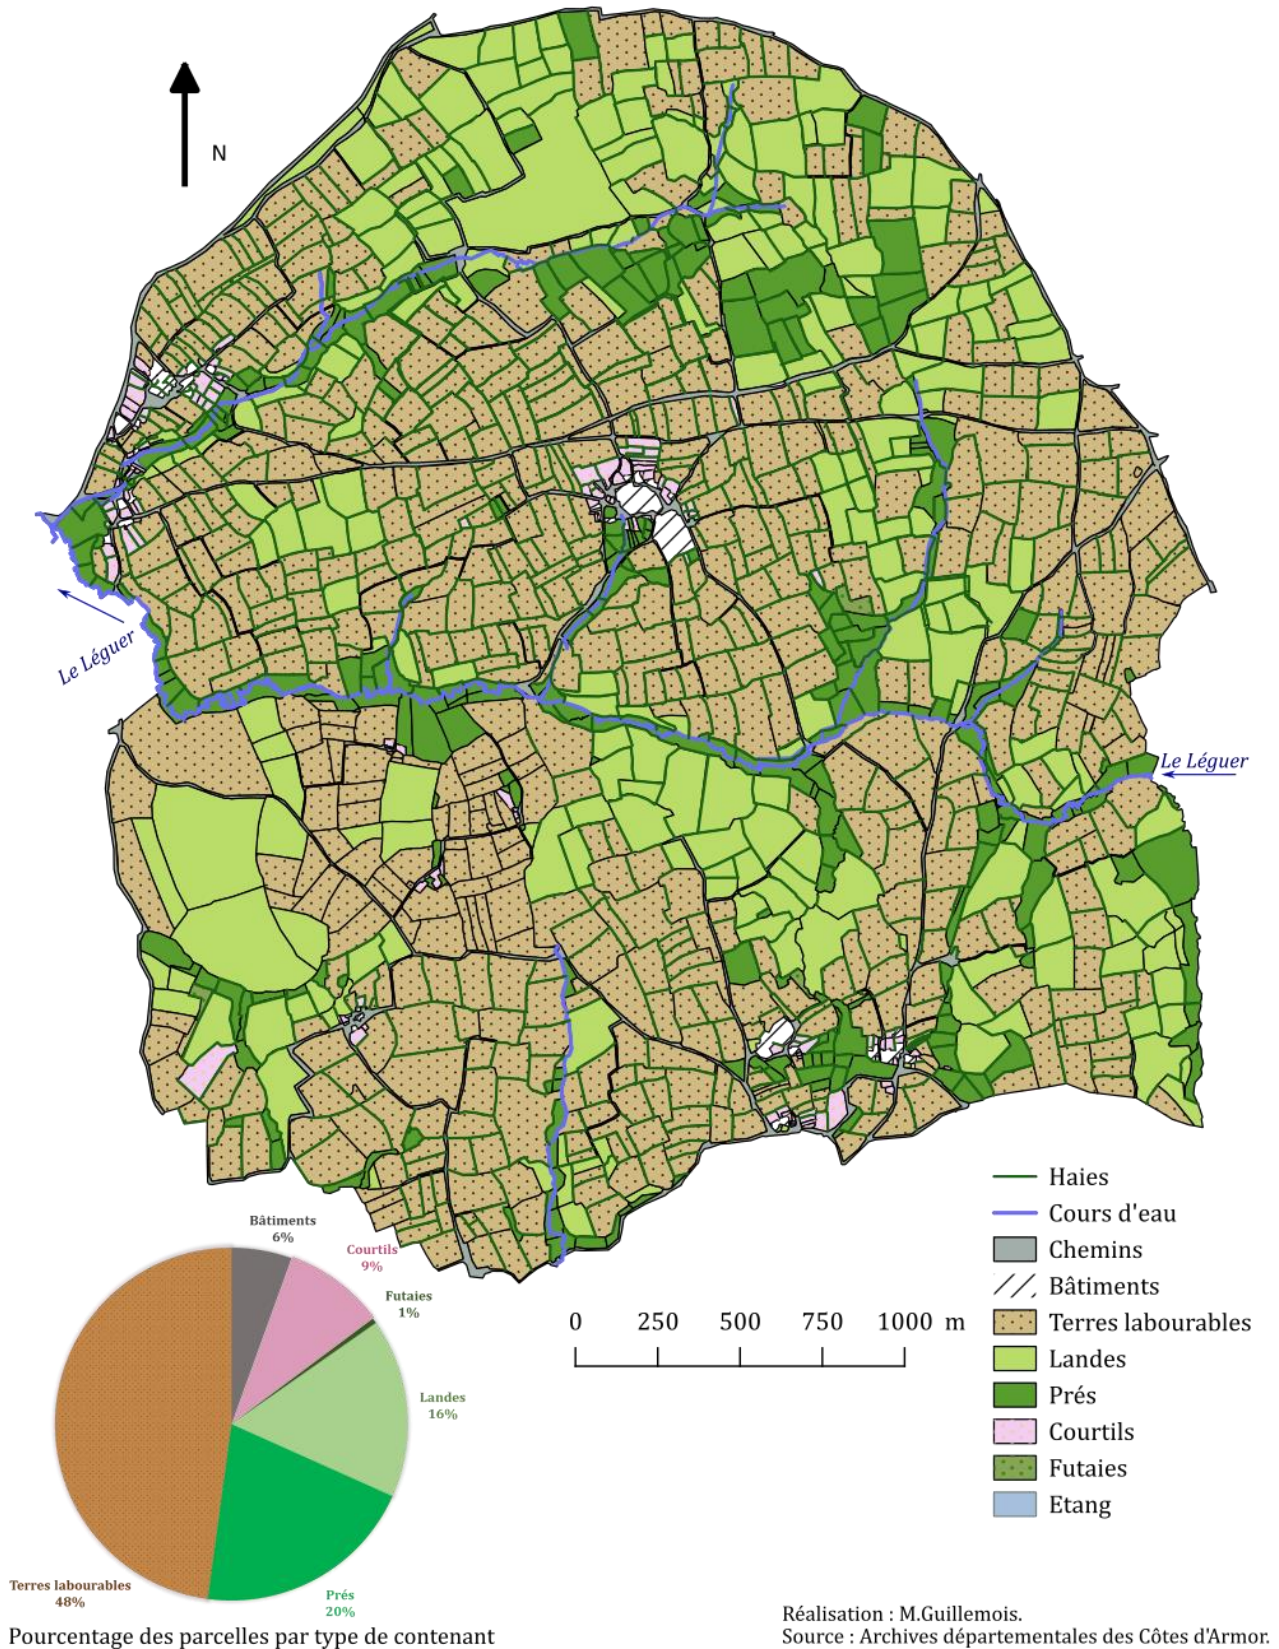 N
Le Léguer
Le Léguer
Haies
Cours d'eau
Chemins
Bâtiments
Terres labourables
Landes
Prés
Courtils
Futaies
Etang
0 250 500 750 1000 m
Bâtiments
6%
Courtils
9%
Futaies
1%
Landes
16%
Prés
20%
Terres labourables
48%
Pourcentage des parcelles par type de contenant
Réalisation : M.Guillemois.
Source : Archives départementales des Côtes d'Armor.